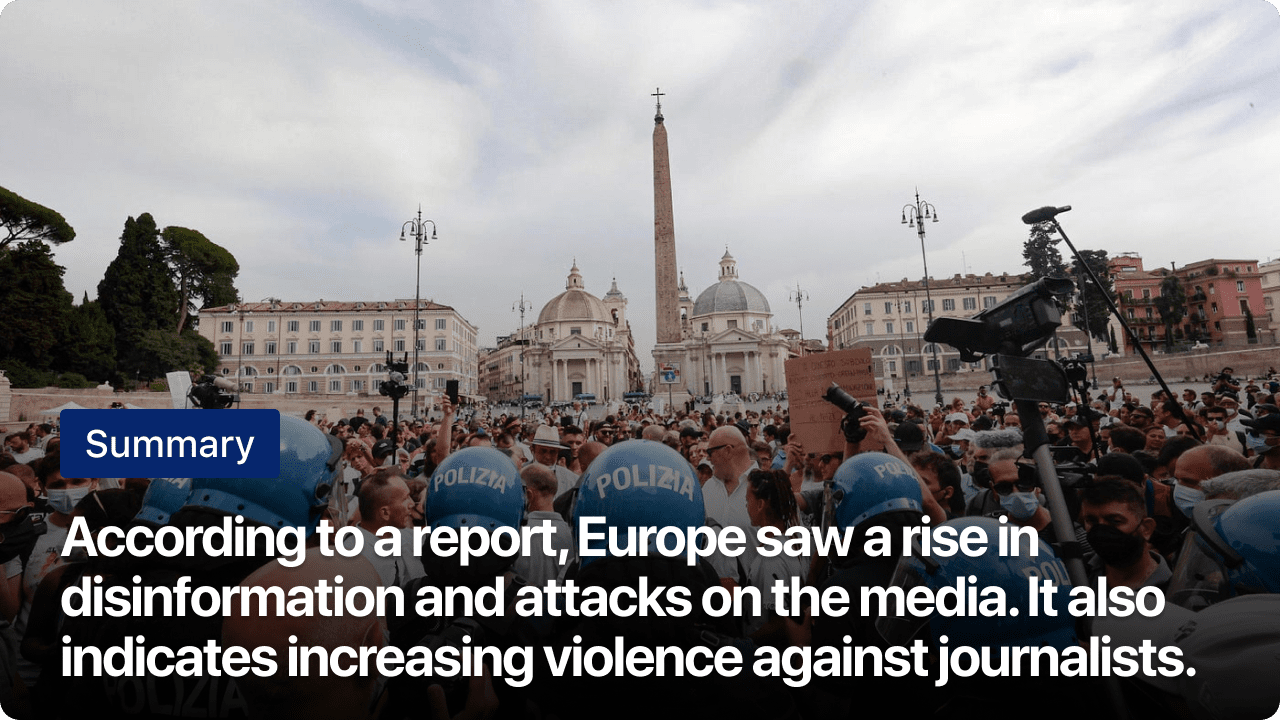 POLIZIA
POLIZIA
Summary
According to a report, Europe saw a rise in
disinformation and attacks on the media. It also
indicates increasing violence against journalists.
POLIZIA